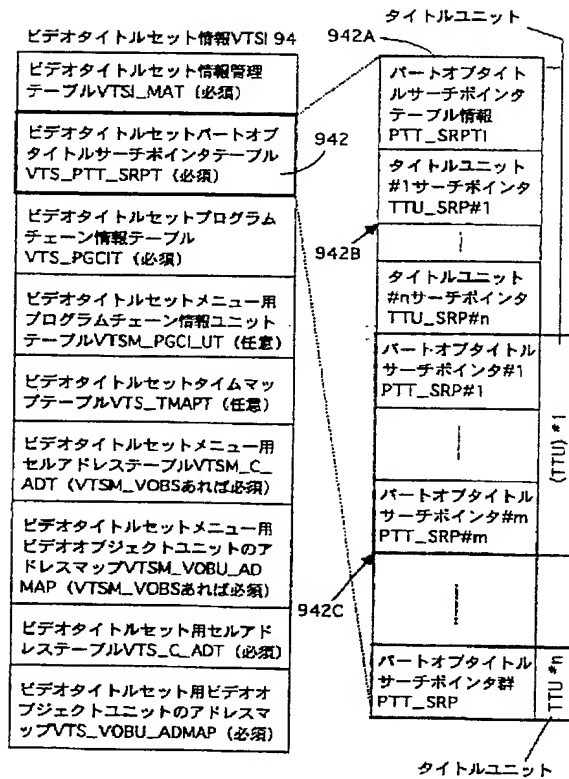 ビデオタイトルセット情報VTSI 94
ビデオタイトルセット情報管理
テーブルVTSI_MAT（必須）
ビデオタイトルセットパートオブ
タイトルサーチポインタテーブル
VTS_PTT_SRPT（必須）
ビデオタイトルセットプログラム
チェーン情報テーブル
VTS_PGCIT（必須）
ビデオタイトルセットメニュー用
プログラムチェーン情報ユニット
テーブルVTSM_PGCI_UT（任意）
ビデオタイトルセットタイムマッ
プテーブルVTS_TMAPT（任意）
ビデオタイトルセットメニュー用
セルアドレステーブルVTSM_C_
ADT（VTSM_VOBSあれば必須）
ビデオタイトルセットメニュー用
ビデオオブジェクトユニットのアド
レスマップVTSM_VOBU_AD
MAP（VTSM_VOBSあれば必須）
ビデオタイトルセット用セルアド
レステーブルVTS_C_ADT（必須）
ビデオタイトルセット用ビデオオ
ブジェクトユニットのアドレスマ
ップVTS_VOBU_ADMAP（必須）
942
942A
942B
942C
タイトルユニット
パートオブタイト
ルサーチポインタ
テーブル情報
PTT_SRPTI
タイトルユニット
#1サーチポインタ
TTU_SRP#1
タイトルユニット
#nサーチポインタ
TTU_SRP#n
パートオブタイトル
サーチポインタ#1
PTT_SRP#1
パートオブタイトル
サーチポインタ#m
PTT_SRP#m
パートオブタイトル
サーチポインタ群
PTT_SRP
(TTU) #1
TTU #n
タイトルユニット